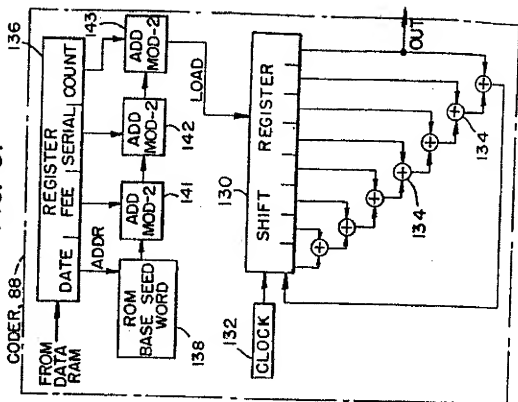 CODER, 88
FROM DATA RAM
136
REGISTER
DATE FEE SERIAL COUNT
ADDR
ROM BASE SEED WORD
138
ADD MOD-2
141
ADD MOD-2
142
ADD MOD-2
143
LOAD
130
SHIFT REGISTER
CLOCK
132
134
134
OUT